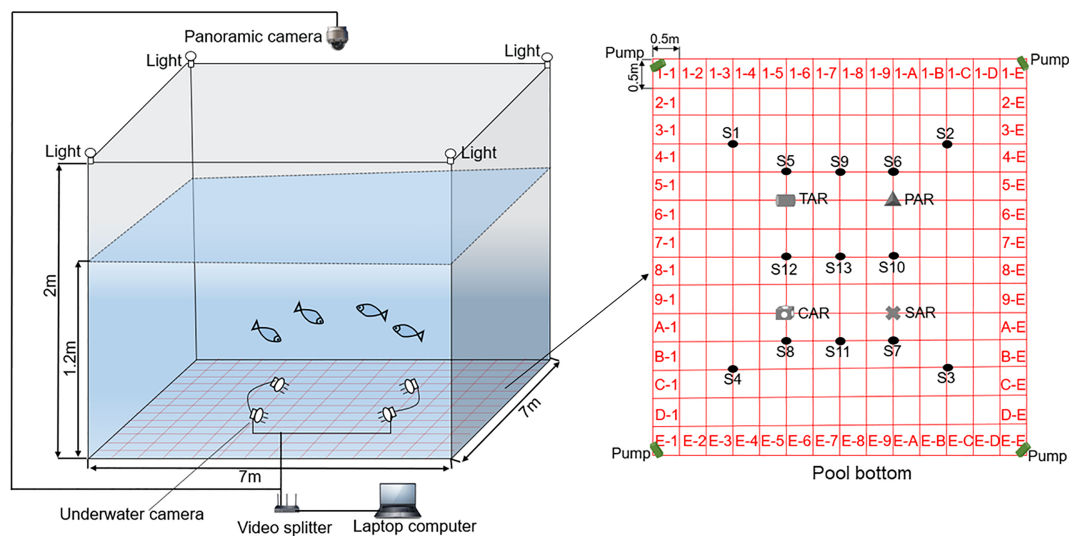 Panoramic camera
Light
Light
Light
Light
2m
1.2m
7m
7m
Underwater camera
Video splitter
Laptop computer
0.5m
0.5m
Pump
Pump
1-1 1-2 1-3 1-4 1-5 1-6 1-7 1-8 1-9 1-A 1-B 1-C 1-D 1-E
2-1 2-E
3-1 S1 S2 3-E
4-1 S5 S9 S6 4-E
5-1 TAR PAR 5-E
6-1 6-E
7-1 7-E
8-1 S12 S13 S10 8-E
9-1 9-E
A-1 CAR SAR A-E
B-1 S8 S11 S7 B-E
C-1 S4 S3 C-E
D-1 D-E
E-1 E-2 E-3 E-4 E-5 E-6 E-7 E-8 E-9 E-A E-B E-C E-D E-E
Pump
Pump
Pool bottom